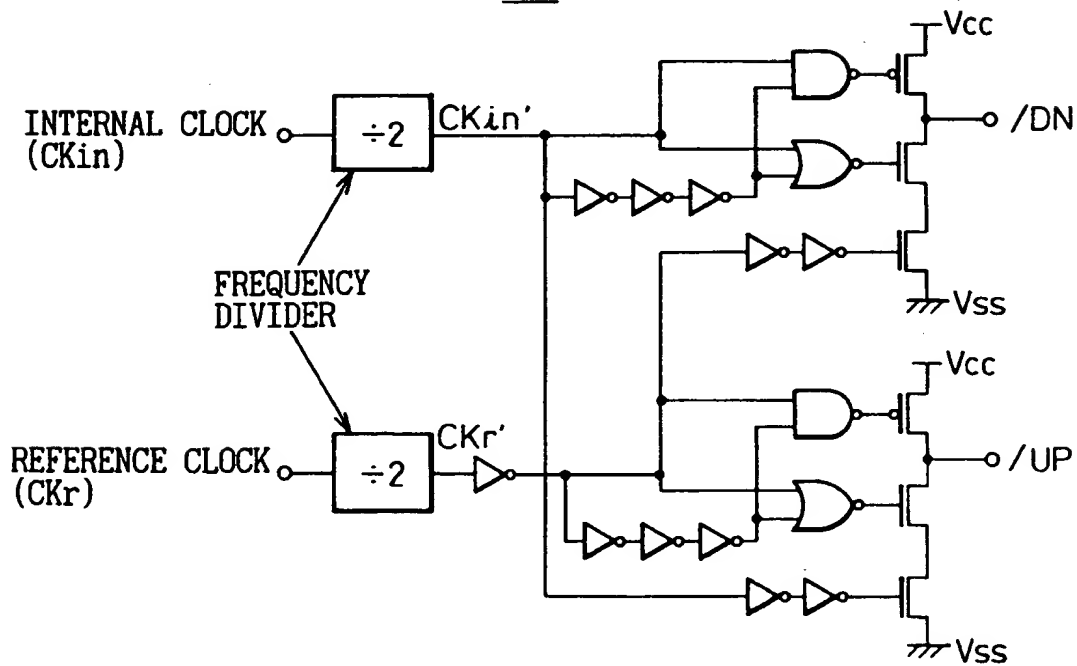 Vcc
INTERNAL CLOCK
(CKin)
÷2
CKin'
/DN
FREQUENCY
DIVIDER
Vss
Vcc
REFERENCE CLOCK
(CKr)
÷2
CKr'
/UP
Vss